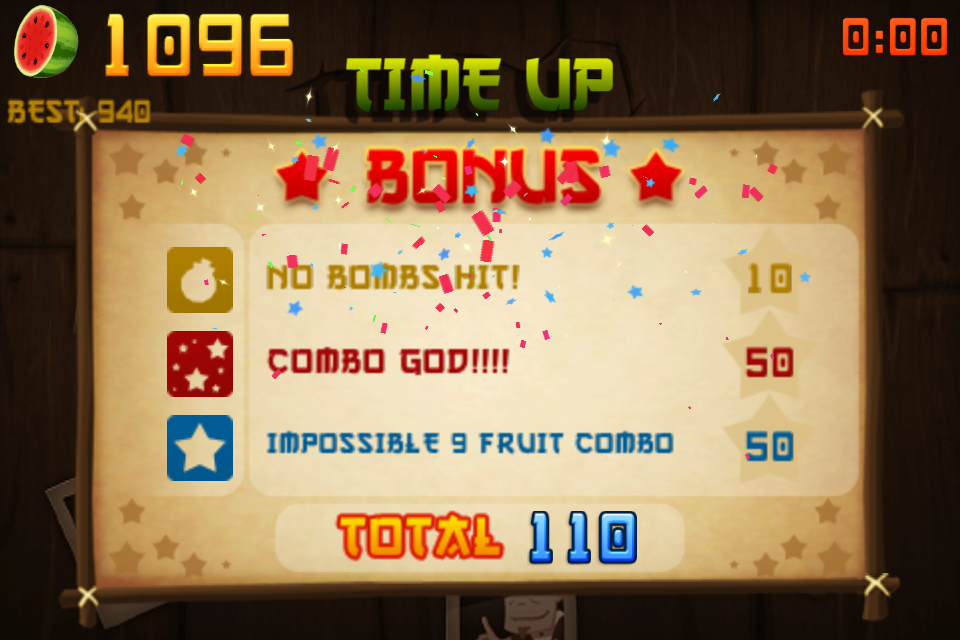 1096
0:00
TIME UP
BEST: 940
BONUS
NO BOMBS HIT! 10
COMBO GOD!!!! 50
IMPOSSIBLE 9 FRUIT COMBO 50
TOTAL 110